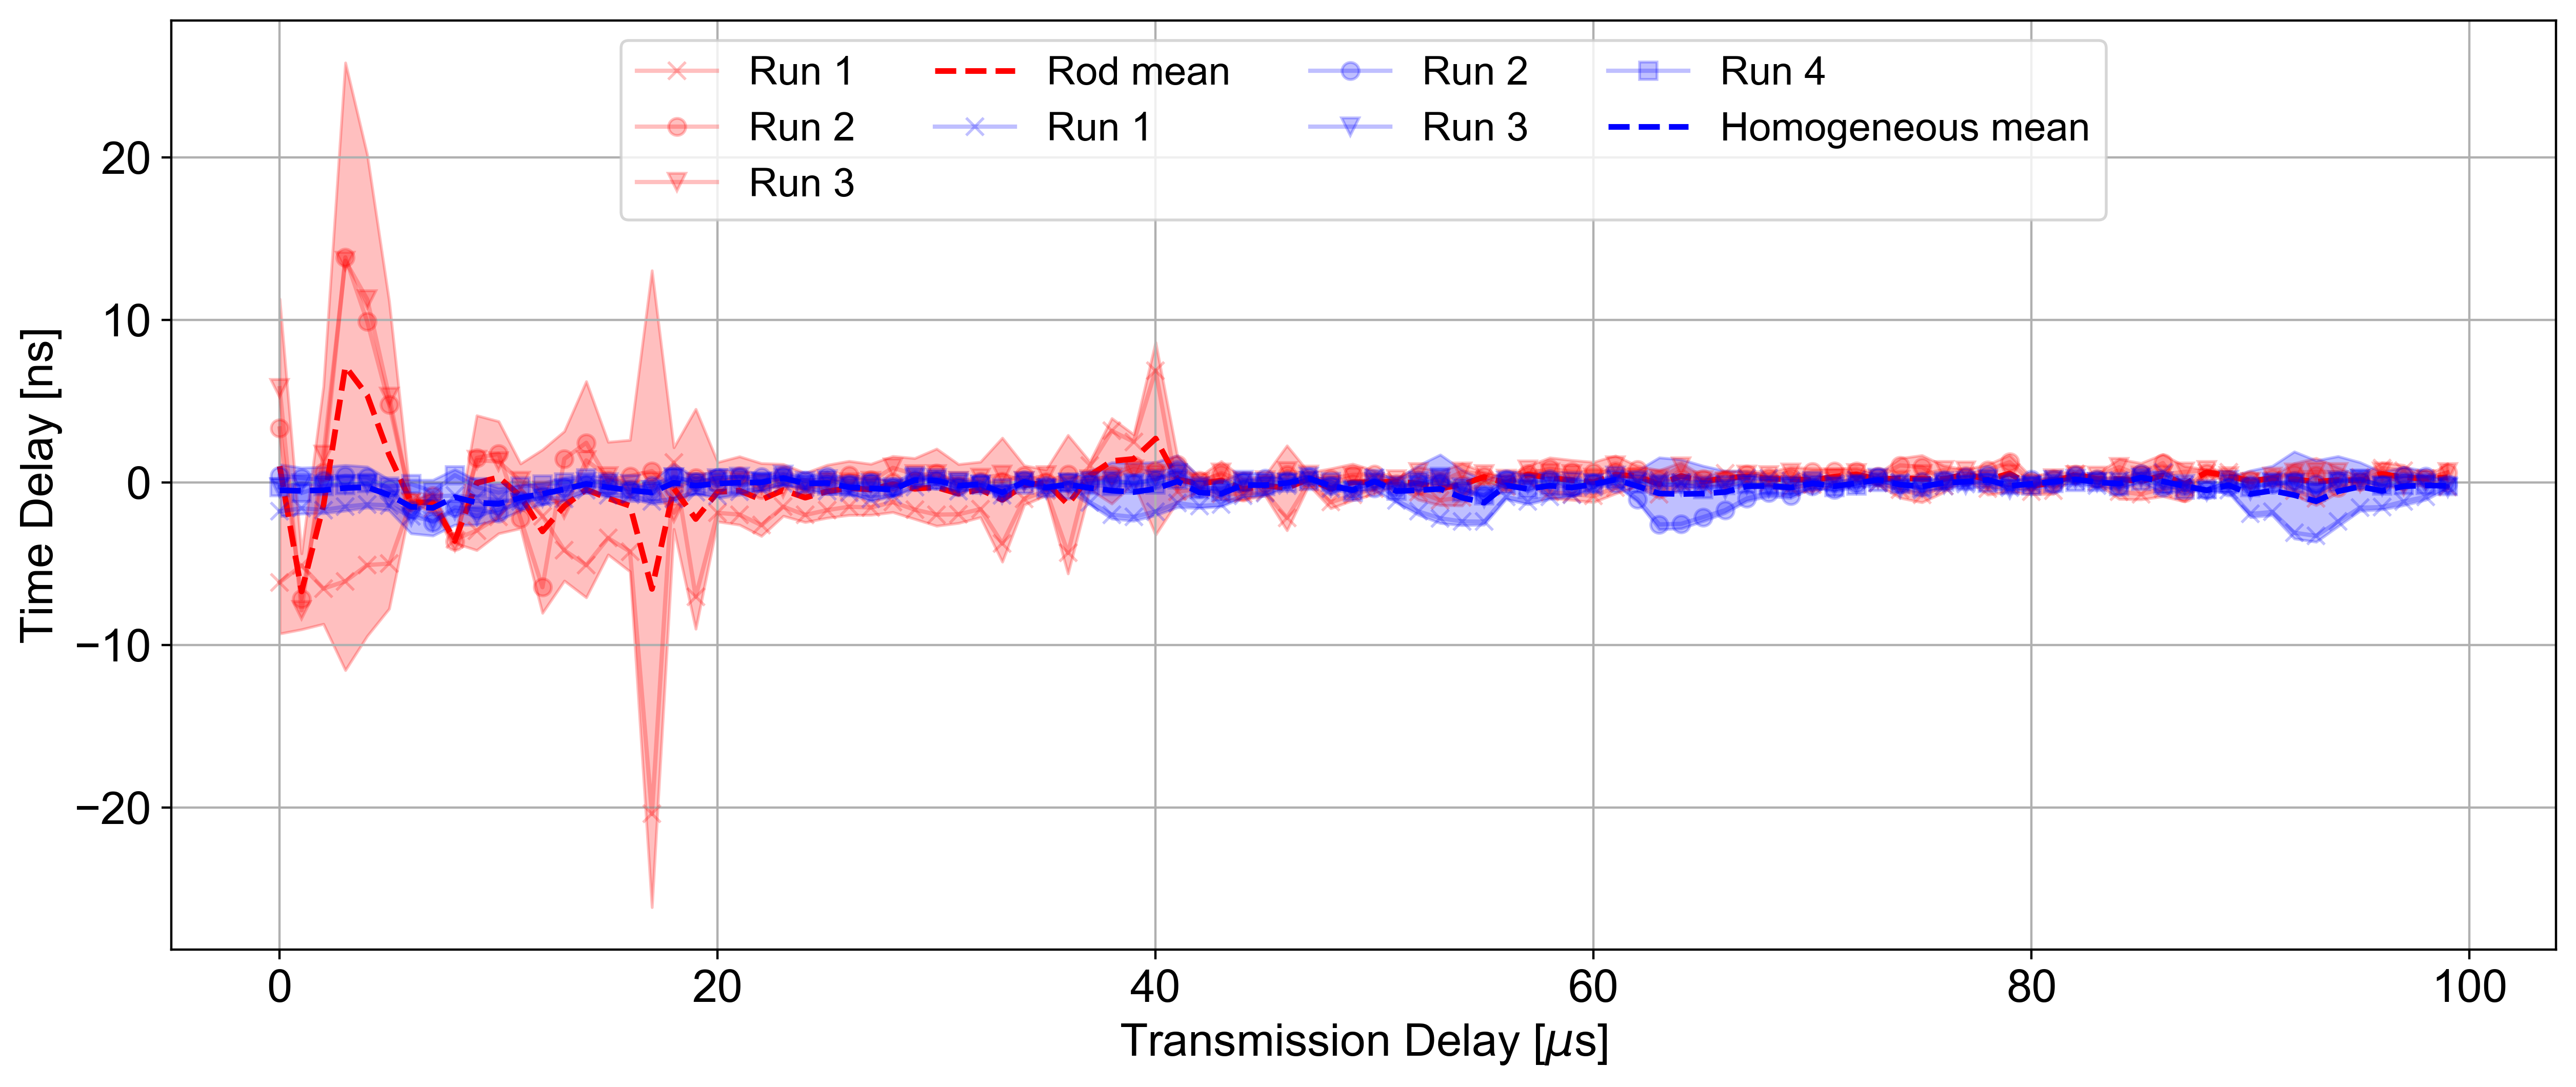 Run 1
Run 2
Run 3
Rod mean
Run 1
Run 2
Run 3
Run 4
Homogeneous mean
20
10
0
−10
−20
Time Delay [ns]
0
20
40
60
80
100
Transmission Delay [μs]